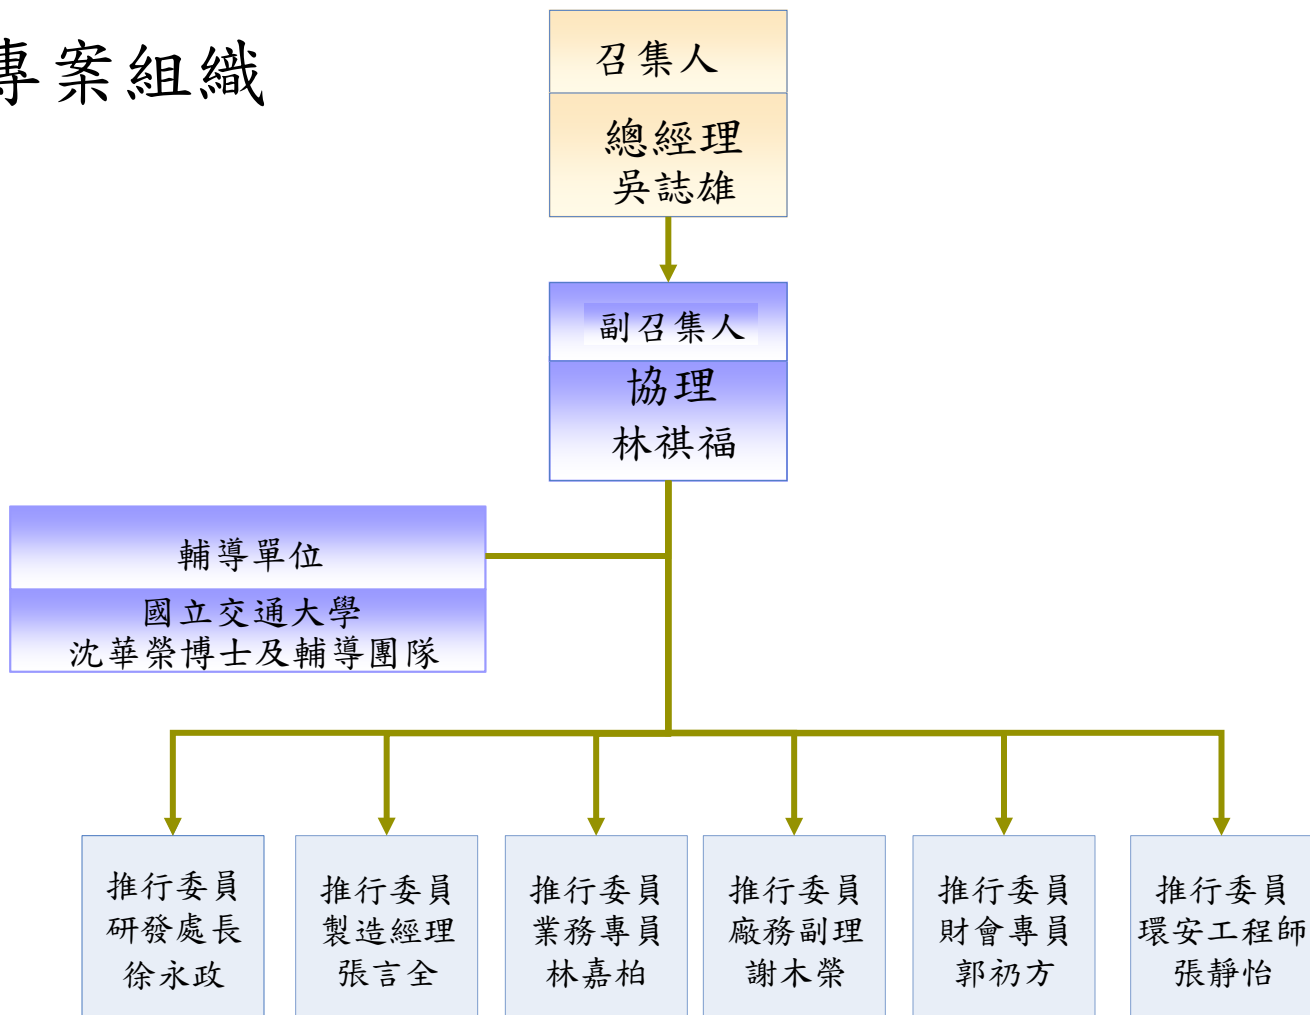 專案組織
召集人
總經理
吳誌雄
副召集人
協理
林祺福
輔導單位
國立交通大學
沈華榮博士及輔導團隊
推行委員
研發處長
徐永政
推行委員
製造經理
張言全
推行委員
業務專員
林嘉柏
推行委員
廠務副理
謝木榮
推行委員
財會專員
郭礽方
推行委員
環安工程師
張靜怡